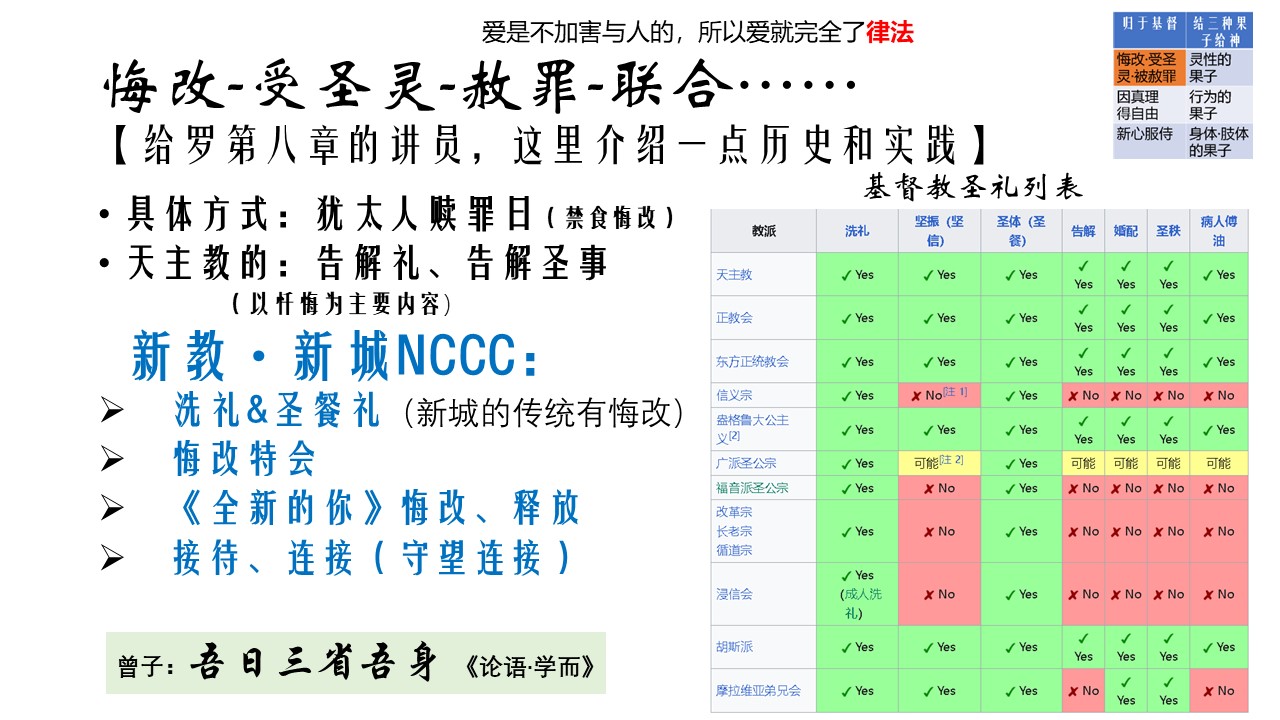 爱是不加害与人的，所以爱就完全了律法
悔改-受圣灵-赦罪-联合……
【给罗第八章的讲员，这里介绍一点历史和实践】
归于基督 结三种果子给神
悔改·受圣灵·被赦罪 灵性的果子
因真理得自由 行为的果子
新心服待 身体·肢体的果子
• 具体方式：犹太人赎罪日（禁食悔改）
• 天主教的：告解礼、告解圣事
（以忏悔为主要内容）
新教·新城NCCC：
➢ 洗礼&圣餐礼（新城的传统有悔改）
➢ 悔改特会
➢ 《全新的你》悔改、释放
➢ 接待、连接（守望连接）
曾子：吾日三省吾身 《论语·学而》
基督教圣礼列表
教派 洗礼 坚振（坚信） 圣体（圣餐） 告解 婚配 圣秩 病人傅油
天主教 ✓ Yes ✓ Yes ✓ Yes ✓ Yes ✓ Yes ✓ Yes ✓ Yes
正教会 ✓ Yes ✓ Yes ✓ Yes ✓ Yes ✓ Yes ✓ Yes ✓ Yes
东方正统教会 ✓ Yes ✓ Yes ✓ Yes ✓ Yes ✓ Yes ✓ Yes ✓ Yes
信义宗 ✓ Yes ✘ No[注 1] ✓ Yes ✘ No ✘ No ✘ No ✘ No
盎格鲁大公主义[2] ✓ Yes ✓ Yes ✓ Yes ✓ Yes ✓ Yes ✓ Yes ✓ Yes
广派圣公宗 ✓ Yes 可能[注 2] ✓ Yes 可能 可能 可能 可能
福音派圣公宗 ✓ Yes ✘ No ✓ Yes ✘ No ✘ No ✘ No ✘ No
改革宗
长老宗
循道宗 ✓ Yes ✘ No ✓ Yes ✘ No ✘ No ✘ No ✘ No
浸信会 ✓ Yes (成人洗礼) ✘ No ✓ Yes ✘ No ✘ No ✘ No ✘ No
胡斯派 ✓ Yes ✓ Yes ✓ Yes ✓ Yes ✓ Yes ✓ Yes ✓ Yes
摩拉维亚弟兄会 ✓ Yes ✓ Yes ✓ Yes ✘ No ✓ Yes ✓ Yes ✘ No